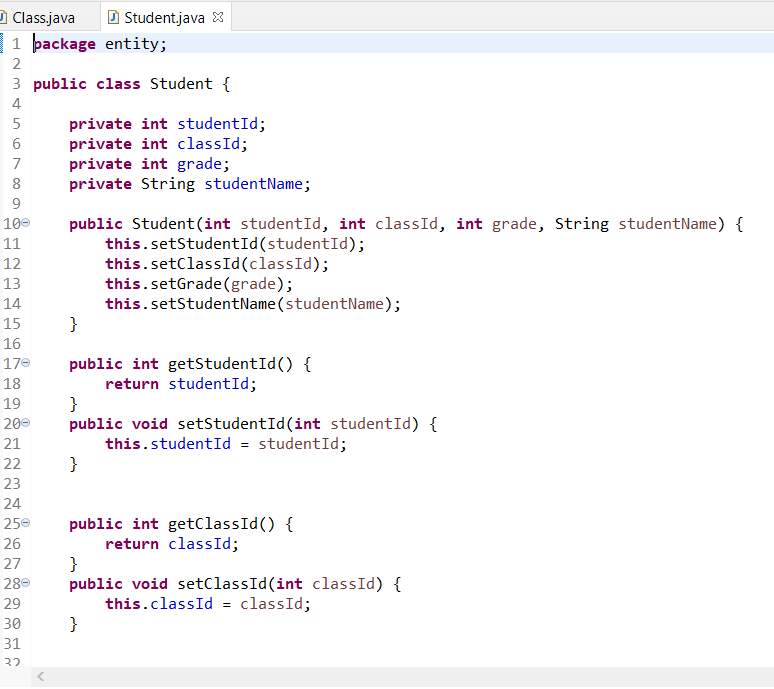 Class.java Student.java
1 package entity;
2
3 public class Student {
4
5 private int studentId;
6 private int classId;
7 private int grade;
8 private String studentName;
9
10 public Student(int studentId, int classId, int grade, String studentName) {
11 this.setStudentId(studentId);
12 this.setClassId(classId);
13 this.setGrade(grade);
14 this.setStudentName(studentName);
15 }
16
17 public int getStudentId() {
18 return studentId;
19 }
20 public void setStudentId(int studentId) {
21 this.studentId = studentId;
22 }
23
24
25 public int getClassId() {
26 return classId;
27 }
28 public void setClassId(int classId) {
29 this.classId = classId;
30 }
31
32